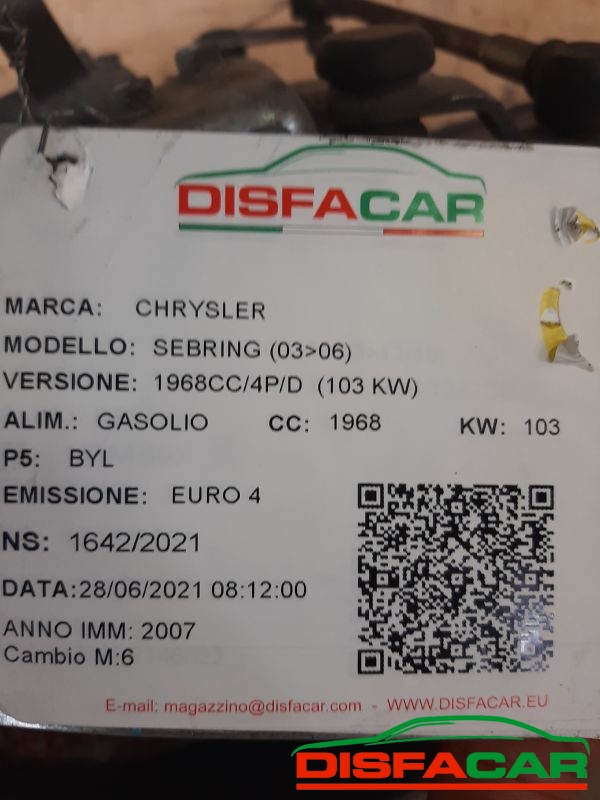 DISFACAR
MARCA: CHRYSLER
MODELLO: SEBRING (03>06)
VERSIONE: 1968CC/4P/D (103 KW)
ALIM.: GASOLIO CC: 1968 KW: 103
P5: BYL
EMISSIONE: EURO 4
NS: 1642/2021
DATA:28/06/2021 08:12:00
ANNO IMM: 2007
Cambio M:6
E-mail: magazzino@disfacar.com - WWW.DISFACAR.EU
DISFACAR